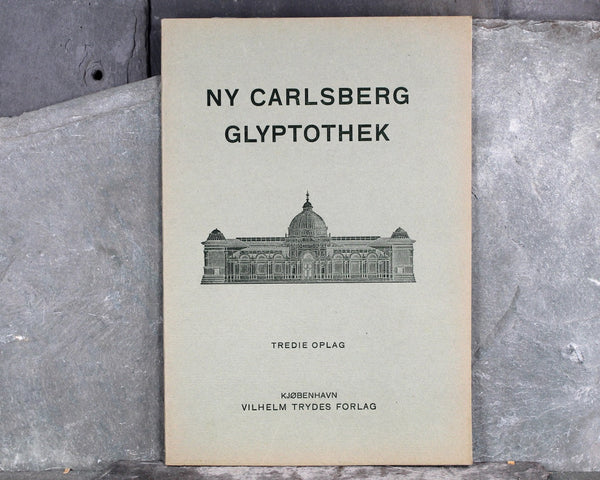 NY CARLSBERG
GLYPTOTHEK
TREDIE OPLAG
KJØBENHAVN
VILHELM TRYDES FORLAG